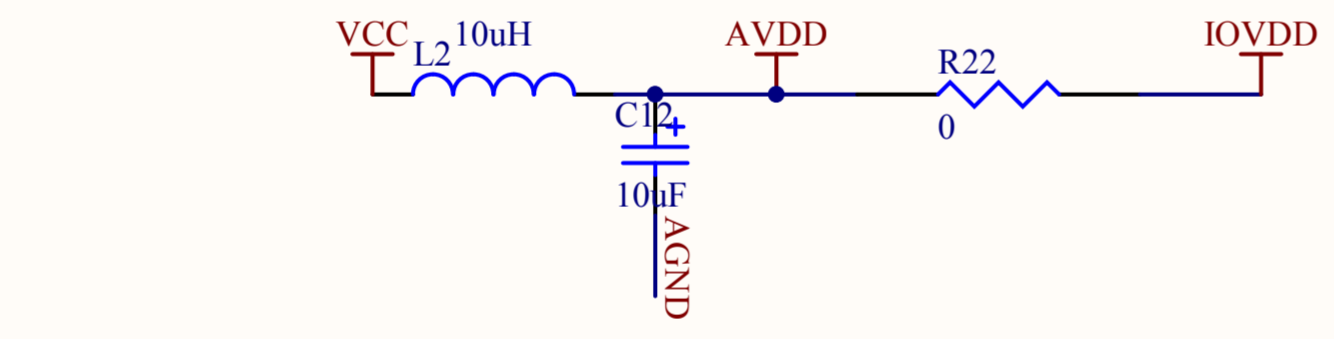 VCC
L2
10uH
AVDD
R22
0
IOVDD
C12
+
10uF
AGND